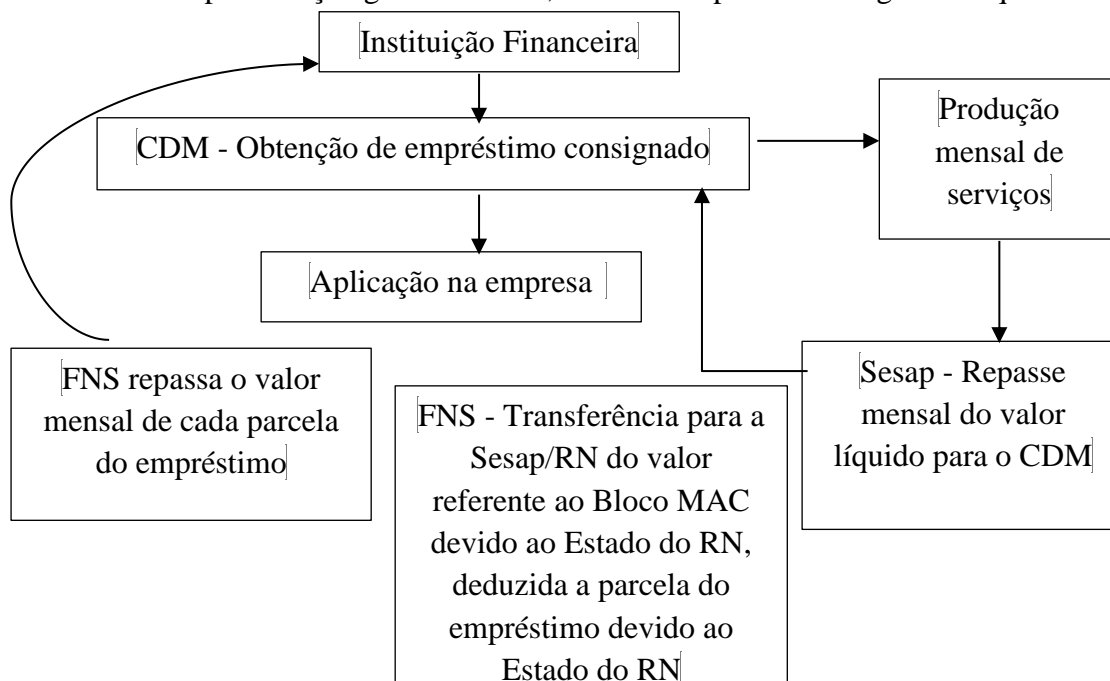 Instituição Financeira
CDM - Obtenção de empréstimo consignado
Produção
mensal de
serviços
Aplicação na empresa
FNS repassa o valor
mensal de cada parcela
do empréstimo
FNS - Transferência para a
Sesap/RN do valor
referente ao Bloco MAC
devido ao Estado do RN,
deduzida a parcela do
empréstimo devido ao
Estado do RN
Sesap - Repasse
mensal do valor
líquido para o CDM